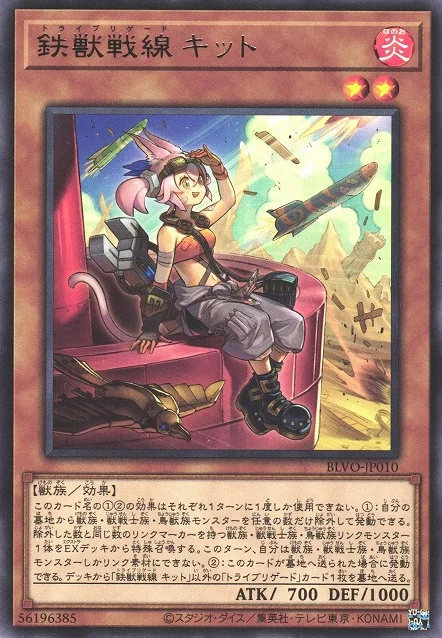 トライブリゲード
鉄獣戦線 キット
ほのお
炎
BLVO-JP010
【獣族／効果】
このカード名の①②の効果はそれぞれ１ターンに１度しか使用できない。①：自分の
墓地から獣族・獣戦士族・鳥獣族モンスターを任意の数だけ除外して発動できる。
除外した数と同じ数のリンクマーカーを持つ獣族・獣戦士族・鳥獣族モンスター
１体をEXデッキから特殊召喚する。このターン、自分は獣族・獣戦士族・鳥獣族モン
スターしかリンク素材にできない。②：このカードが墓地へ送られた場合に発動
できる。デッキから「鉄獣戦線 キット」以外の「トライブリゲード」カード１枚を墓地へ送る。
ATK/ 700 DEF/1000
56196385
©スタジオ・ダイス／集英社・テレビ東京・KONAMI